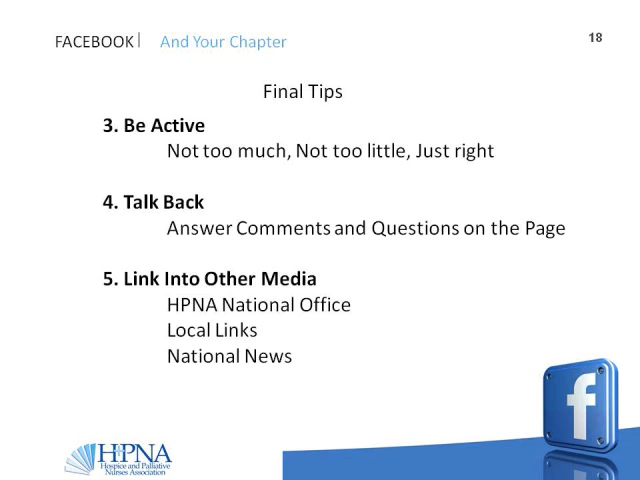 FACEBOOK| And Your Chapter
18
Final Tips
3. Be Active
Not too much, Not too little, Just right
4. Talk Back
Answer Comments and Questions on the Page
5. Link Into Other Media
HPNA National Office
Local Links
National News
f
HPNA
Hospice and Palliative
Nurses Association